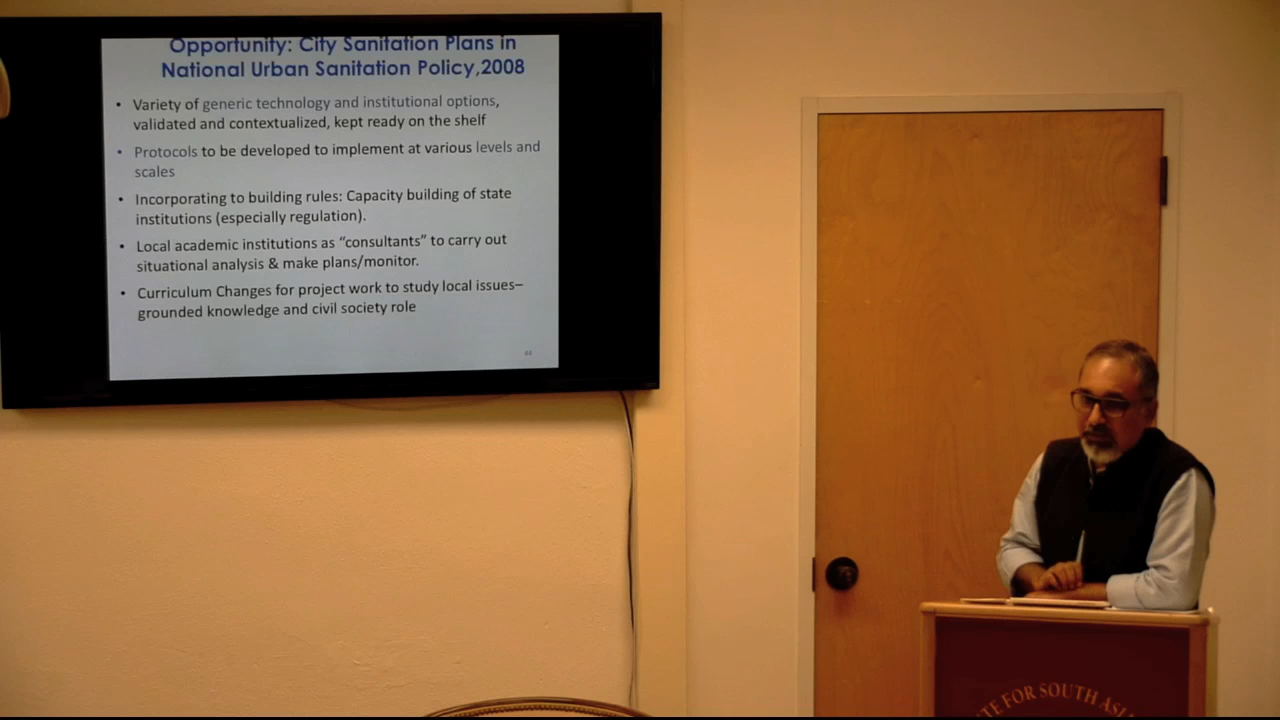 Opportunity: City Sanitation Plans in
National Urban Sanitation Policy,2008
• Variety of generic technology and institutional options,
validated and contextualized, kept ready on the shelf
• Protocols to be developed to implement at various levels and
scales
• Incorporating to building rules: Capacity building of state
institutions (especially regulation).
• Local academic institutions as “consultants” to carry out
situational analysis & make plans/monitor.
• Curriculum Changes for project work to study local issues–
grounded knowledge and civil society role
FOR SOUTH